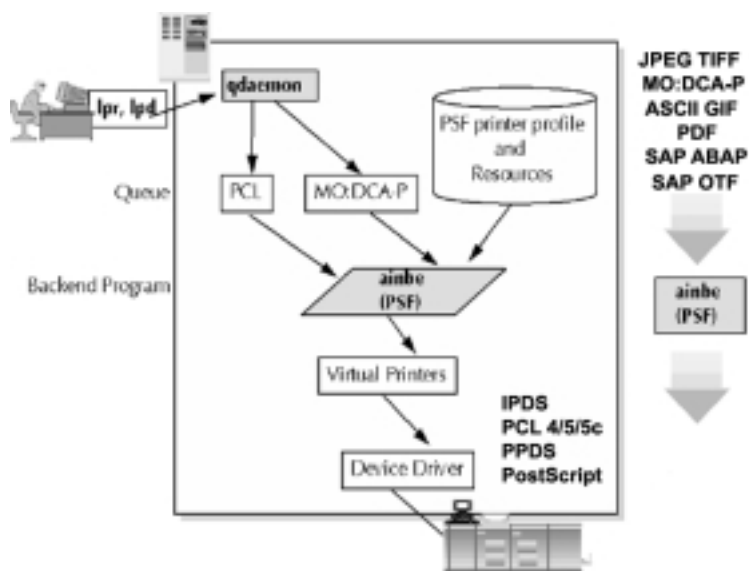 lpr, lpd
qdaemon
PSF printer profile
and
Resources
Queue
PCL
MO:DCA-P
Backend Program
ainbe
(PSF)
Virtual Printers
Device Driver
IPDS
PCL 4/5/5c
PPDS
PostScript
JPEG TIFF
MO:DCA-P
ASCII GIF
PDF
SAP ABAP
SAP OTF
ainbe
(PSF)